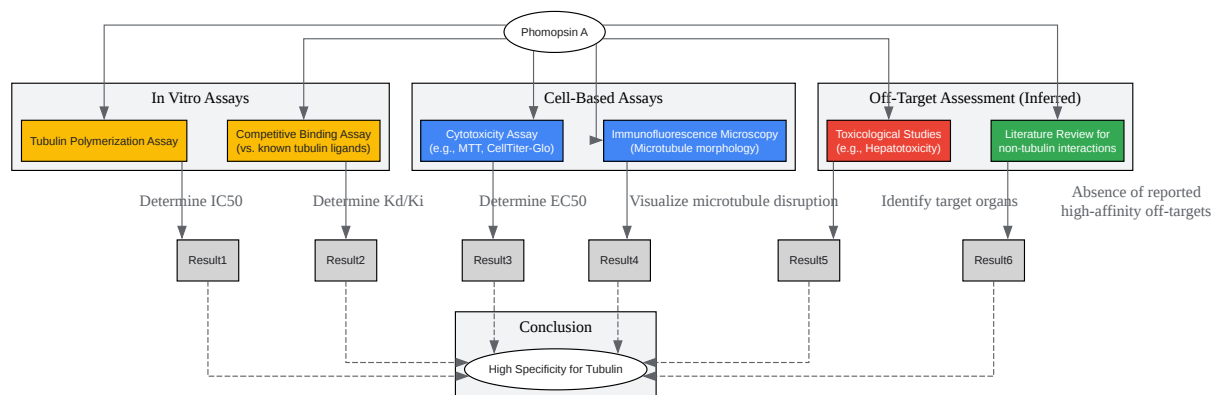 Phomopsin A
In Vitro Assays
Cell-Based Assays
Off-Target Assessment (Inferred)
Tubulin Polymerization Assay
Competitive Binding Assay
(vs. known tubulin ligands)
Cytotoxicity Assay
(e.g., MTT, CellTiter-Glo)
Immunofluorescence Microscopy
(Microtubule morphology)
Toxicological Studies
(e.g., Hepatotoxicity)
Literature Review for
non-tubulin interactions
Determine IC50
Determine Kd/Ki
Determine EC50
Visualize microtubule disruption
Identify target organs
Absence of reported
high-affinity off-targets
Result1
Result2
Result3
Result4
Result5
Result6
Conclusion
High Specificity for Tubulin